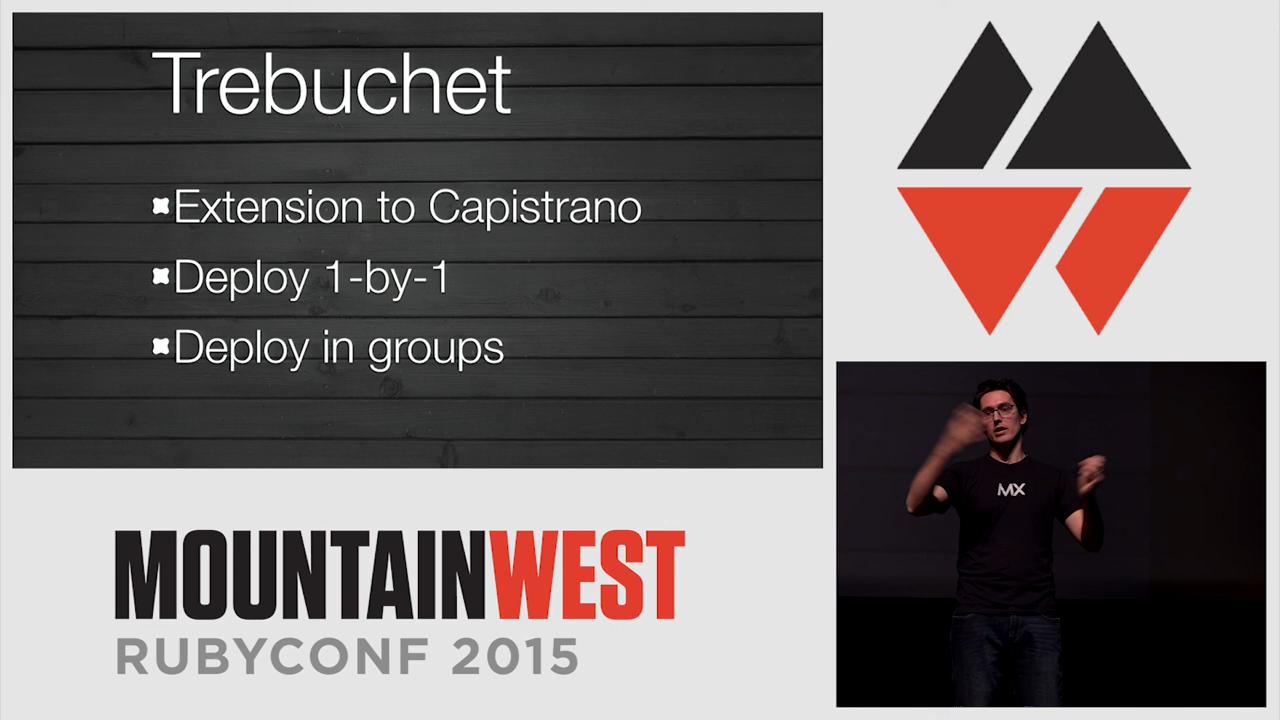 Trebuchet
Extension to Capistrano
Deploy 1-by-1
Deploy in groups
MOUNTAINWEST
RUBYCONF 2015
MX